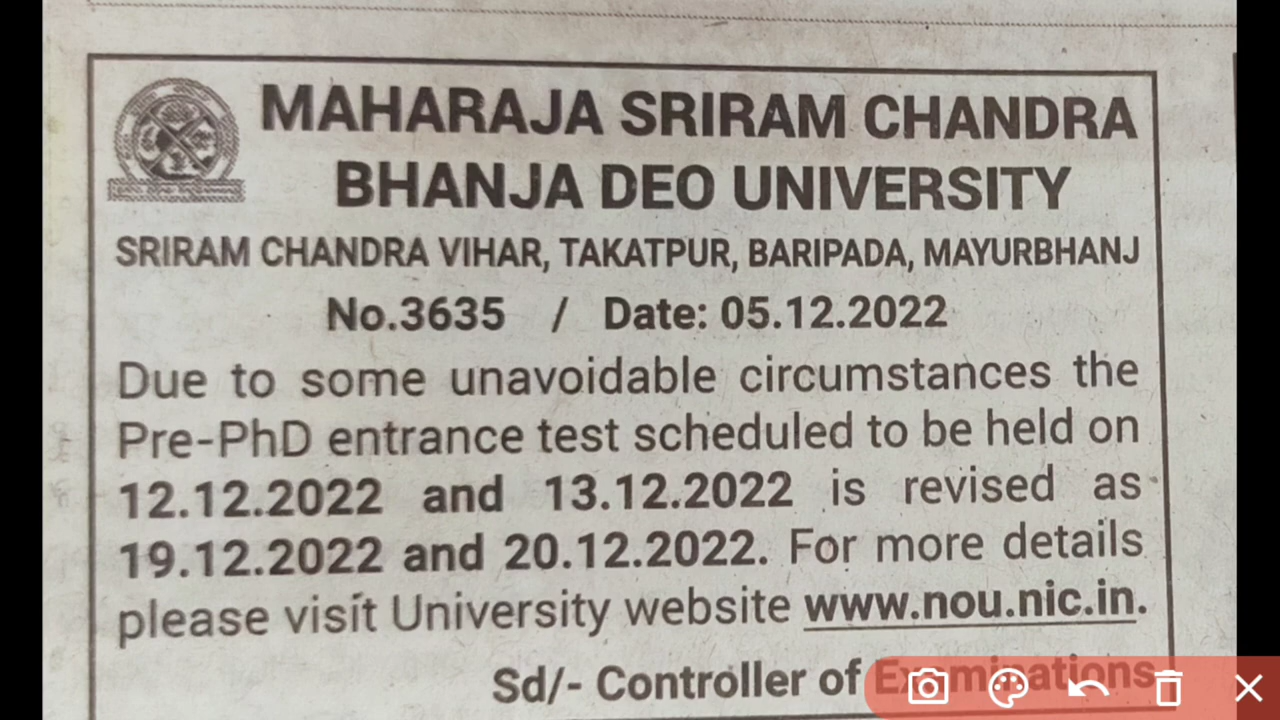 MAHARAJA SRIRAM CHANDRA
BHANJA DEO UNIVERSITY
SRIRAM CHANDRA VIHAR, TAKATPUR, BARIPADA, MAYURBHANJ
No.3635 / Date: 05.12.2022
Due to some unavoidable circumstances the
Pre-PhD entrance test scheduled to be held on
12.12.2022 and 13.12.2022 is revised as
19.12.2022 and 20.12.2022. For more details
please visit University website www.nou.nic.in.
Sd/- Controller of Examinations